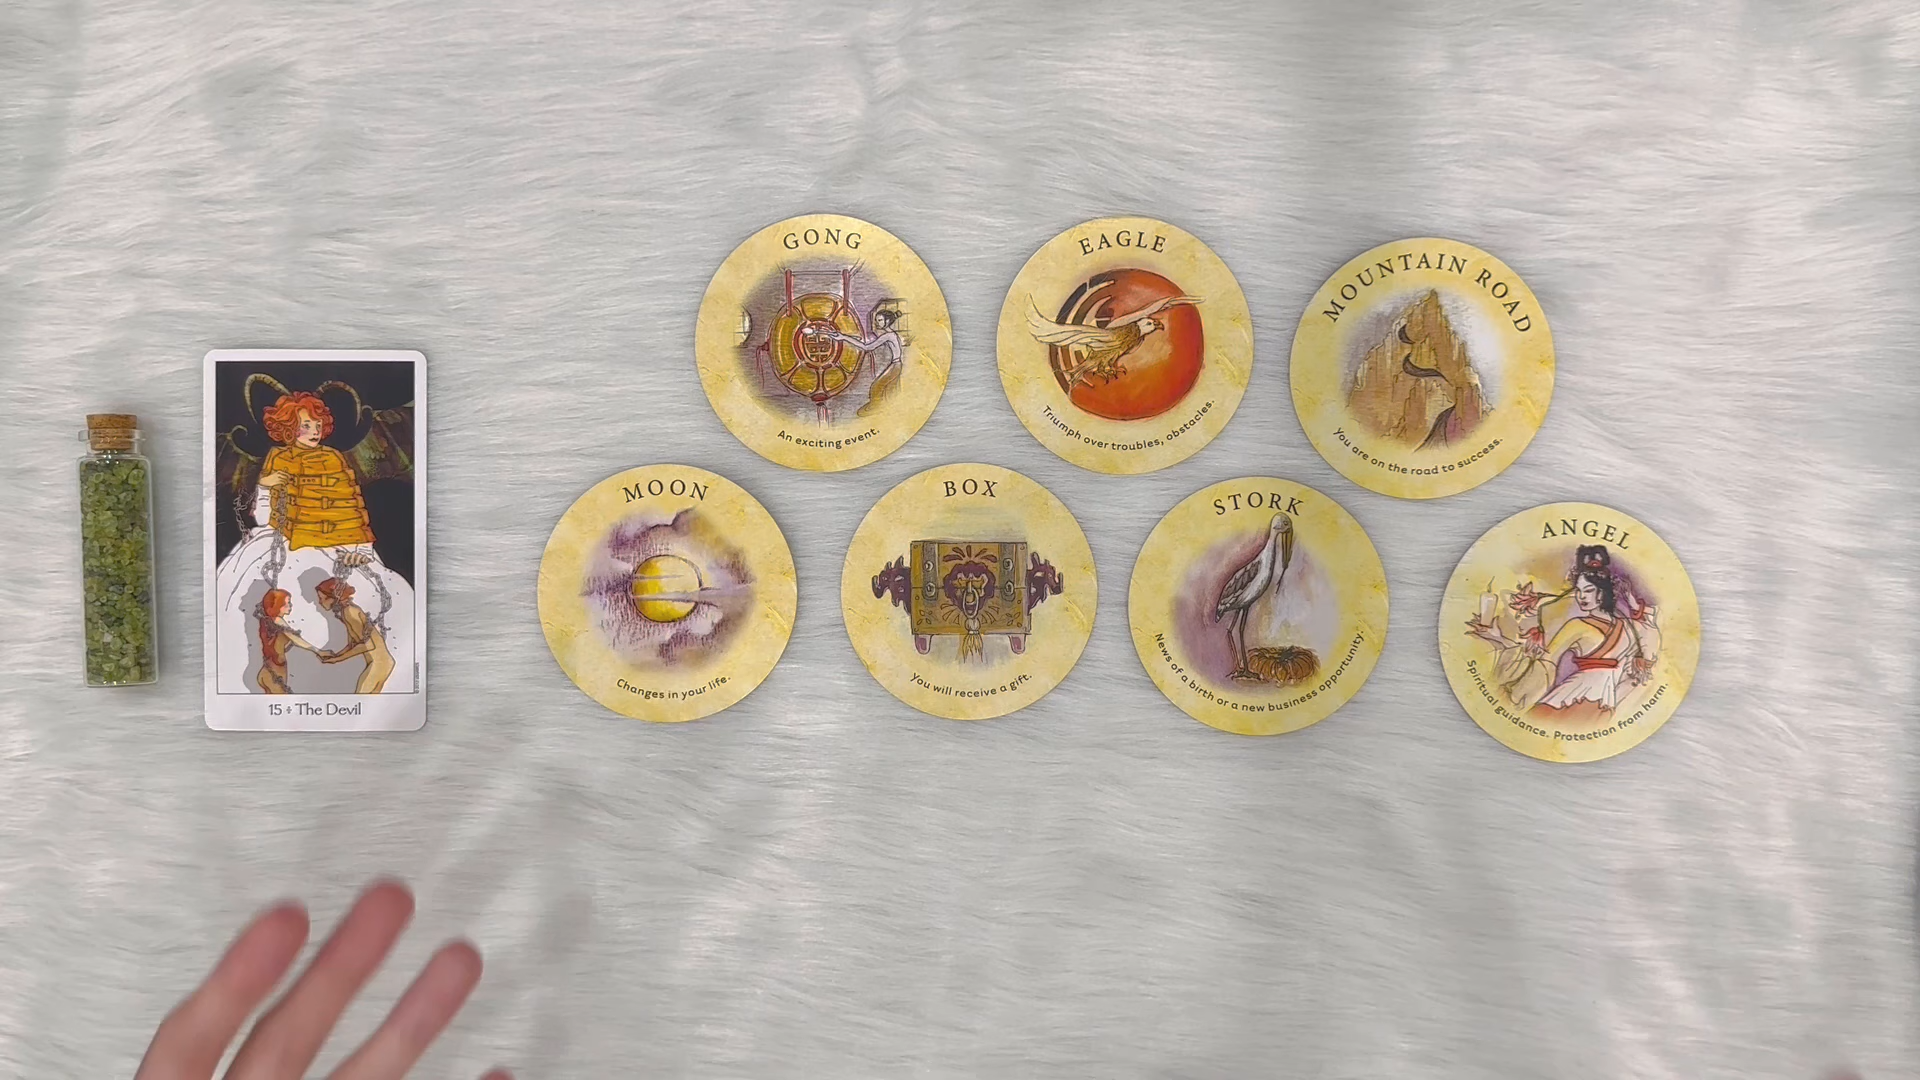 GONG
An exciting event.
EAGLE
Triumph over troubles, obstacles.
MOUNTAIN ROAD
You are on the road to success.
MOON
Changes in your life.
BOX
You will receive a gift.
STORK
News of a birth or a new business opportunity.
ANGEL
Spiritual guidance. Protection from harm.
15 The Devil